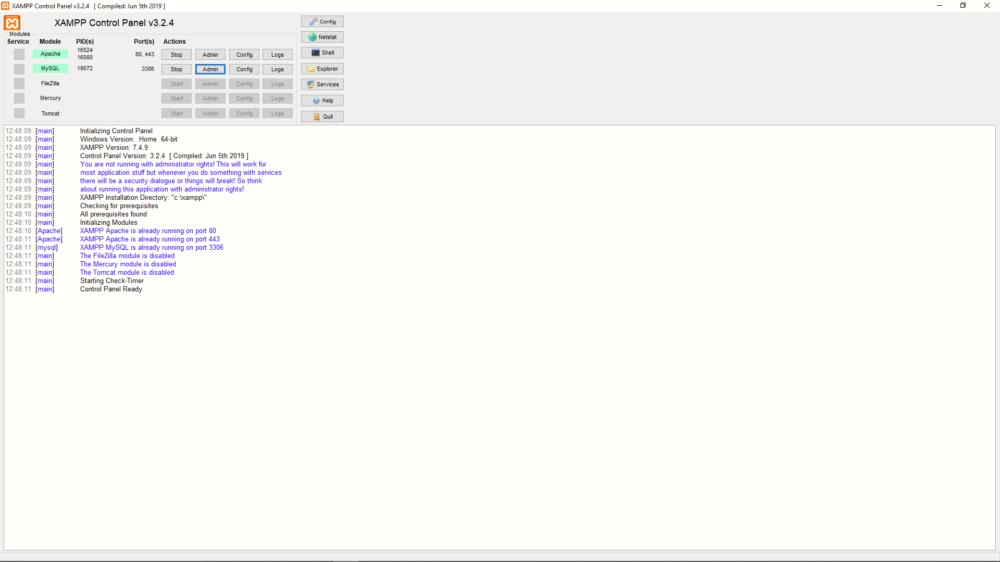 XAMPP Control Panel v3.2.4 [ Compiled: Jun 5th 2019 ]
XAMPP Control Panel v3.2.4
Config
Netstat
Shell
Explorer
Services
Help
Quit
Modules
Service Module PID(s) Port(s) Actions
Apache 16524 16080 80, 443 Stop Admin Config Logs
MySQL 19072 3306 Stop Admin Config Logs
FileZilla Start Admin Config Logs
Mercury Start Admin Config Logs
Tomcat Start Admin Config Logs
12:48:09 [main] Initializing Control Panel
12:48:09 [main] Windows Version: Home 64-bit
12:48:09 [main] XAMPP Version: 7.4.9
12:48:09 [main] Control Panel Version: 3.2.4 [ Compiled: Jun 5th 2019 ]
12:48:09 [main] You are not running with administrator rights! This will work for
12:48:09 [main] most application stuff but whenever you do something with services
12:48:09 [main] there will be a security dialogue or things will break! So think
12:48:09 [main] about running this application with administrator rights!
12:48:09 [main] XAMPP Installation Directory: "c:\xampp\"
12:48:09 [main] Checking for prerequisites
12:48:10 [main] All prerequisites found
12:48:10 [main] Initializing Modules
12:48:10 [Apache] XAMPP Apache is already running on port 80
12:48:11 [Apache] XAMPP Apache is already running on port 443
12:48:11 [mysql] XAMPP MySQL is already running on port 3306
12:48:11 [main] The FileZilla module is disabled
12:48:11 [main] The Mercury module is disabled
12:48:11 [main] The Tomcat module is disabled
12:48:11 [main] Starting Check-Timer
12:48:11 [main] Control Panel Ready